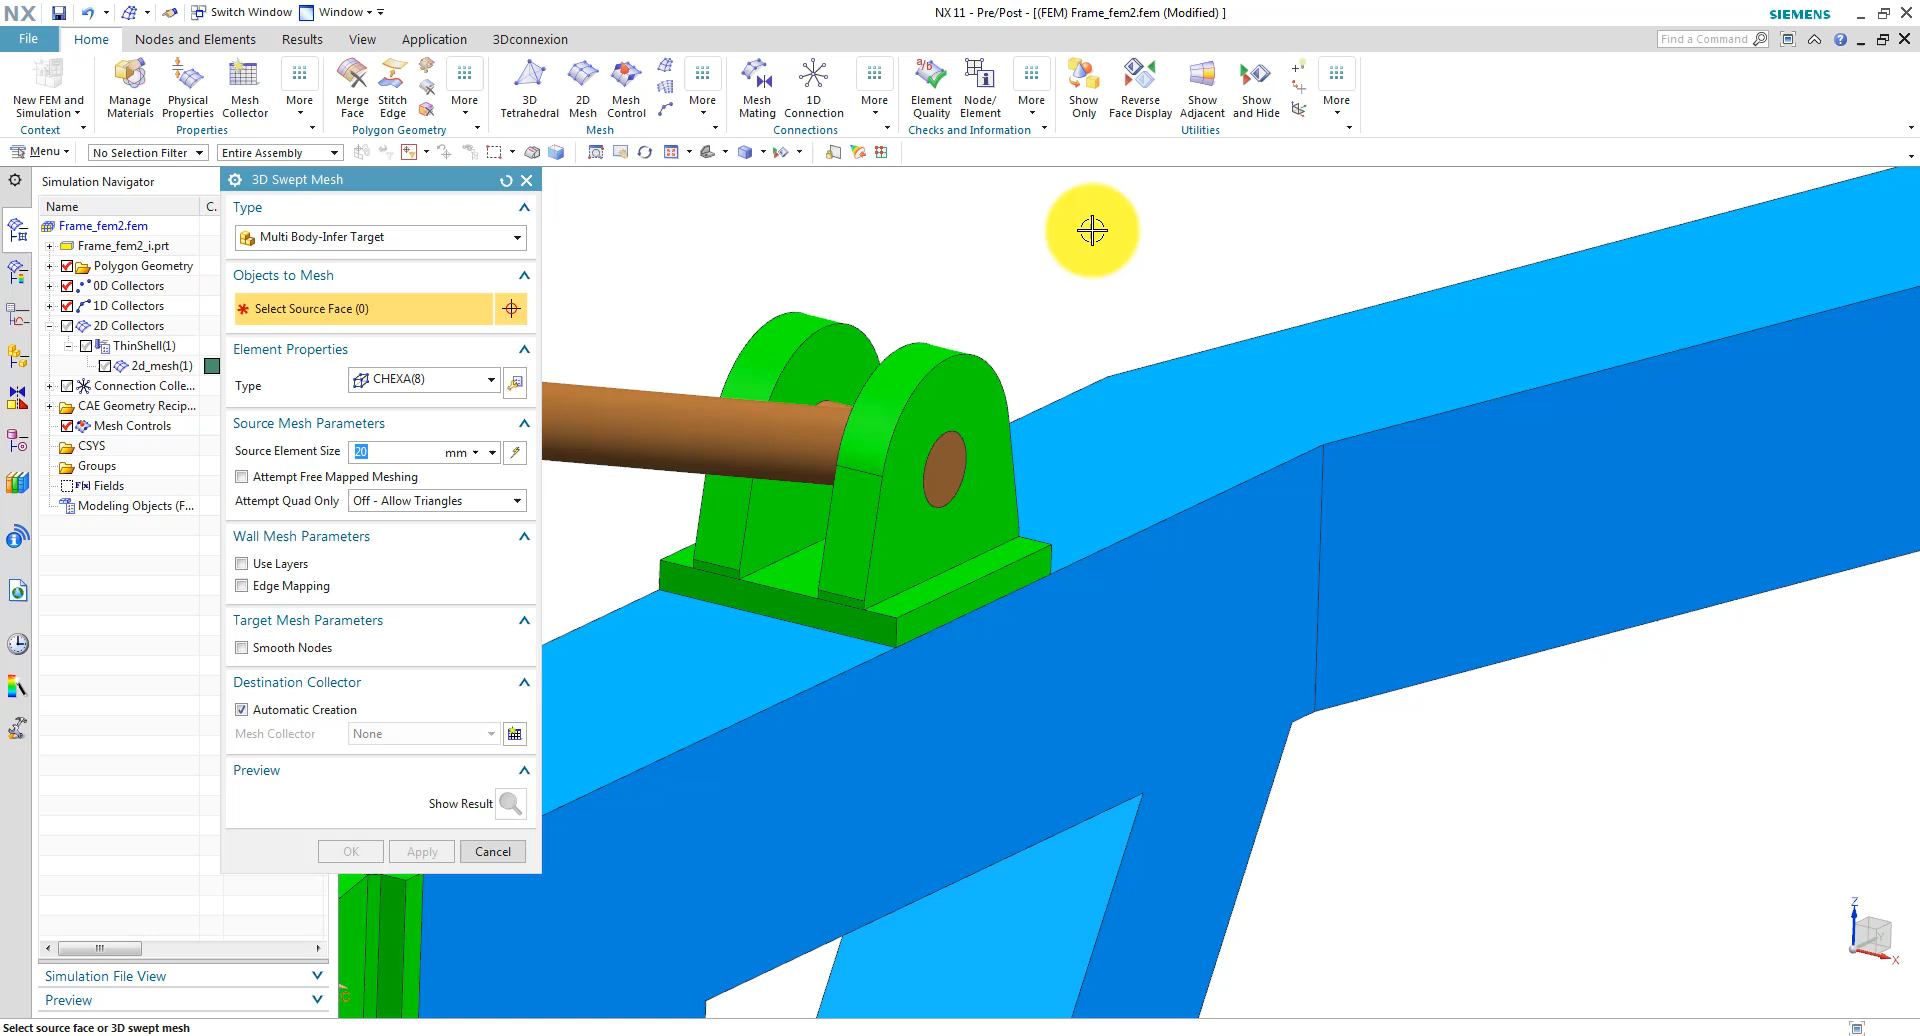 NX
Switch Window
Window
NX 11 - Pre/Post - [(FEM) Frame_fem2.fem (Modified) ]
SIEMENS
File
Home
Nodes and Elements
Results
View
Application
3Dconnexion
Find a Command
New FEM and Simulation
Manage Materials
Physical Properties
Mesh Collector
More
Merge Face
Stitch Edge
More
3D Tetrahedral
2D Mesh
Mesh Control
More
Mesh Mating
1D Connection
More
Element Quality
Node/ Element
More
Show Only
Reverse Face Display
Show Adjacent
Show and Hide
More
Context
Properties
Polygon Geometry
Mesh
Connections
Checks and Information
Utilities
Menu
No Selection Filter
Entire Assembly
Simulation Navigator
Name
C.
Frame_fem2.fem
Frame_fem2_i.prt
Polygon Geometry
0D Collectors
1D Collectors
2D Collectors
ThinShell(1)
2d_mesh(1)
Connection Colle...
CAE Geometry Recip...
Mesh Controls
CSYS
Groups
Fields
Modeling Objects (F...
Simulation File View
Preview
3D Swept Mesh
Type
Multi Body-Infer Target
Objects to Mesh
* Select Source Face (0)
Element Properties
Type
CHEXA(8)
Source Mesh Parameters
Source Element Size
20
mm
Attempt Free Mapped Meshing
Attempt Quad Only
Off - Allow Triangles
Wall Mesh Parameters
Use Layers
Edge Mapping
Target Mesh Parameters
Smooth Nodes
Destination Collector
Automatic Creation
Mesh Collector
None
Preview
Show Result
OK
Apply
Cancel
Z
Y
X
Select source face or 3D swept mesh